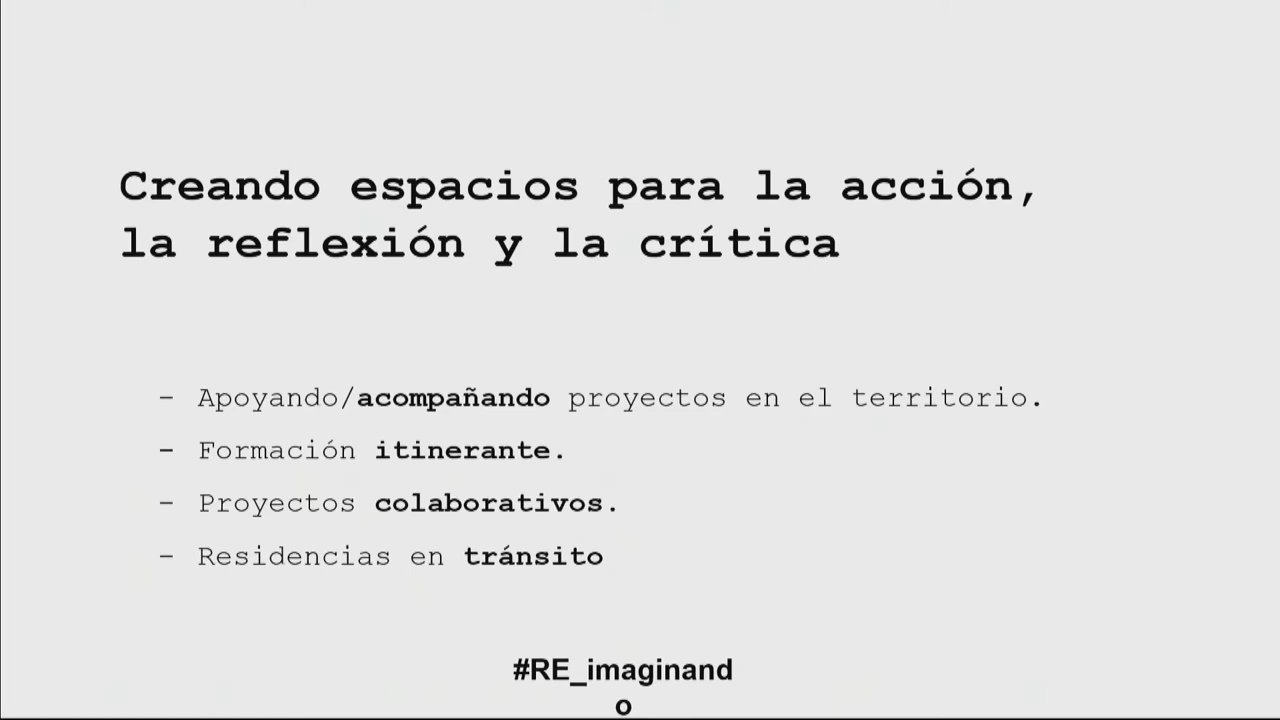 Creando espacios para la acción,
la reflexión y la crítica
- Apoyando/acompañando proyectos en el territorio.
- Formación itinerante.
- Proyectos colaborativos.
- Residencias en tránsito
#RE_imaginand
o